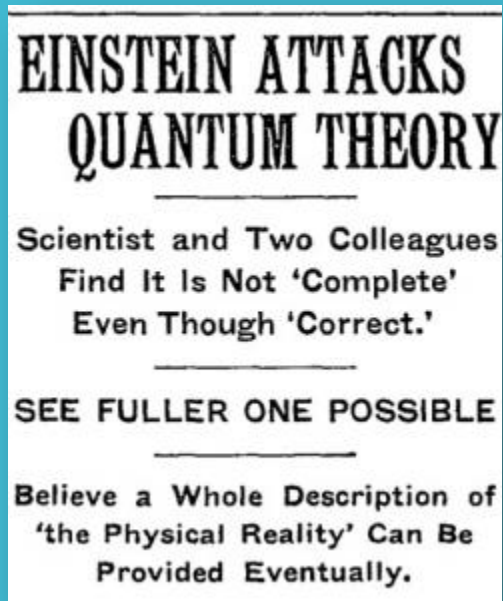 EINSTEIN ATTACKS
QUANTUM THEORY
Scientist and Two Colleagues
Find It Is Not ‘Complete’
Even Though ‘Correct.’
SEE FULLER ONE POSSIBLE
Believe a Whole Description of
‘the Physical Reality’ Can Be
Provided Eventually.